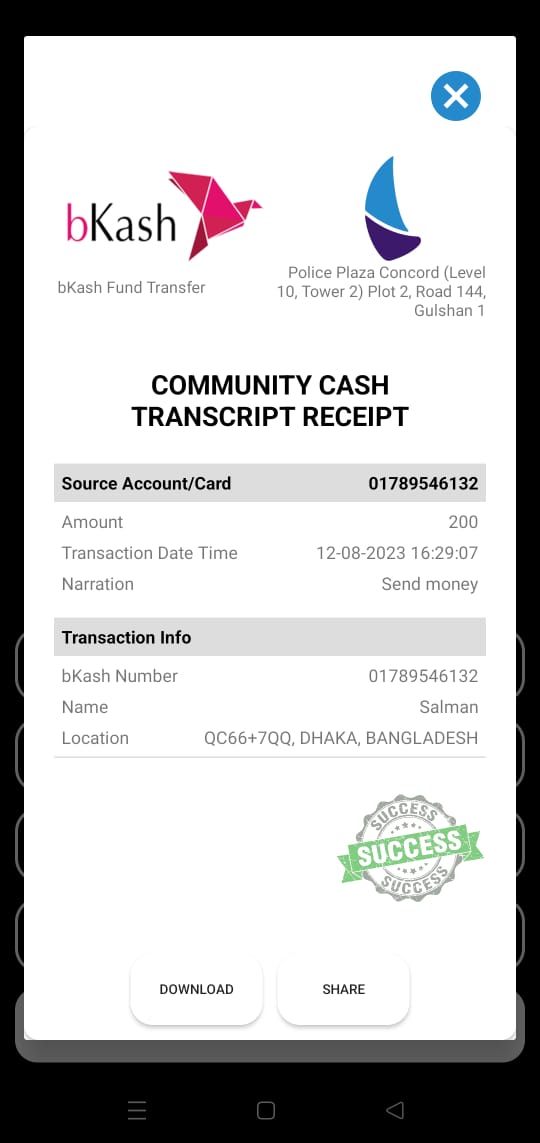 bKash
bKash Fund Transfer
Police Plaza Concord (Level
10, Tower 2) Plot 2, Road 144,
Gulshan 1
COMMUNITY CASH
TRANSCRIPT RECEIPT
Source Account/Card 01789546132
Amount 200
Transaction Date Time 12-08-2023 16:29:07
Narration Send money
Transaction Info
bKash Number 01789546132
Name Salman
Location QC66+7QQ, DHAKA, BANGLADESH
SUCCESS
SUCCESS
SUCCESS
DOWNLOAD SHARE